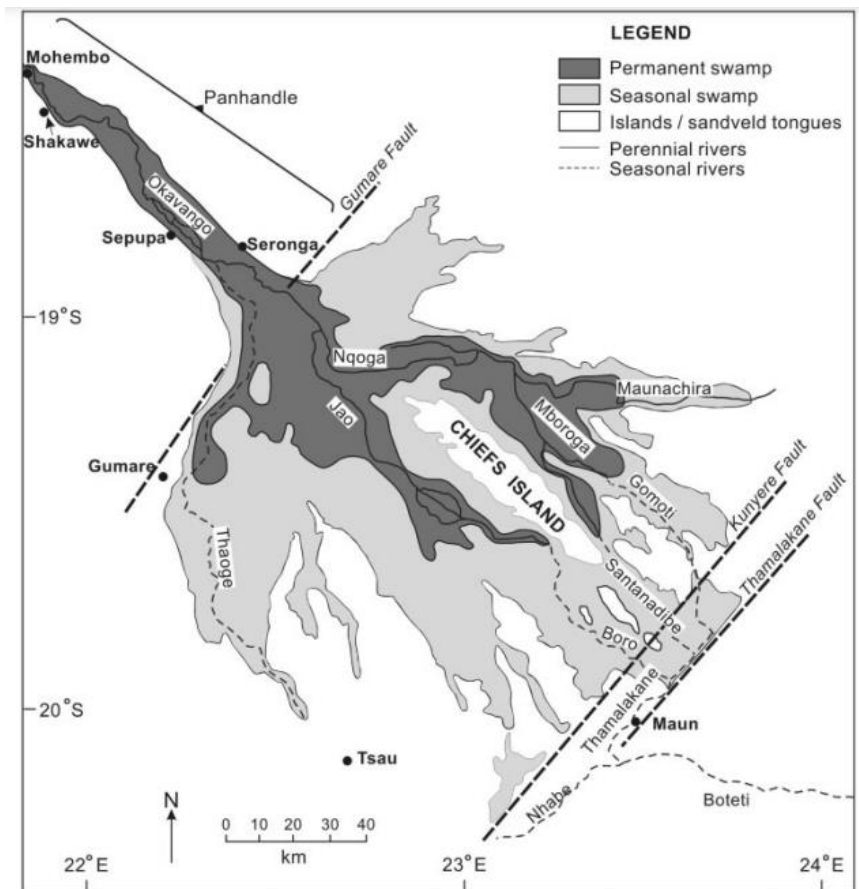 LEGEND
Permanent swamp
Seasonal swamp
Islands / sandveld tongues
Perennial rivers
Seasonal rivers
Mohembo
Panhandle
Shakawe
Gumare Fault
Okavango
Sepupa
Seronga
19°S
Nqoga
Maunachira
Jao
Mboroga
CHIEFS ISLAND
Gumare
Gomoti
Kunyere Fault
Thamalakane Fault
Thaoge
Santanadibe
Boro
20°S
Thamalakane
Maun
Tsau
Nhabe
Boteti
N
0 10 20 30 40
km
22°E
23°E
24°E